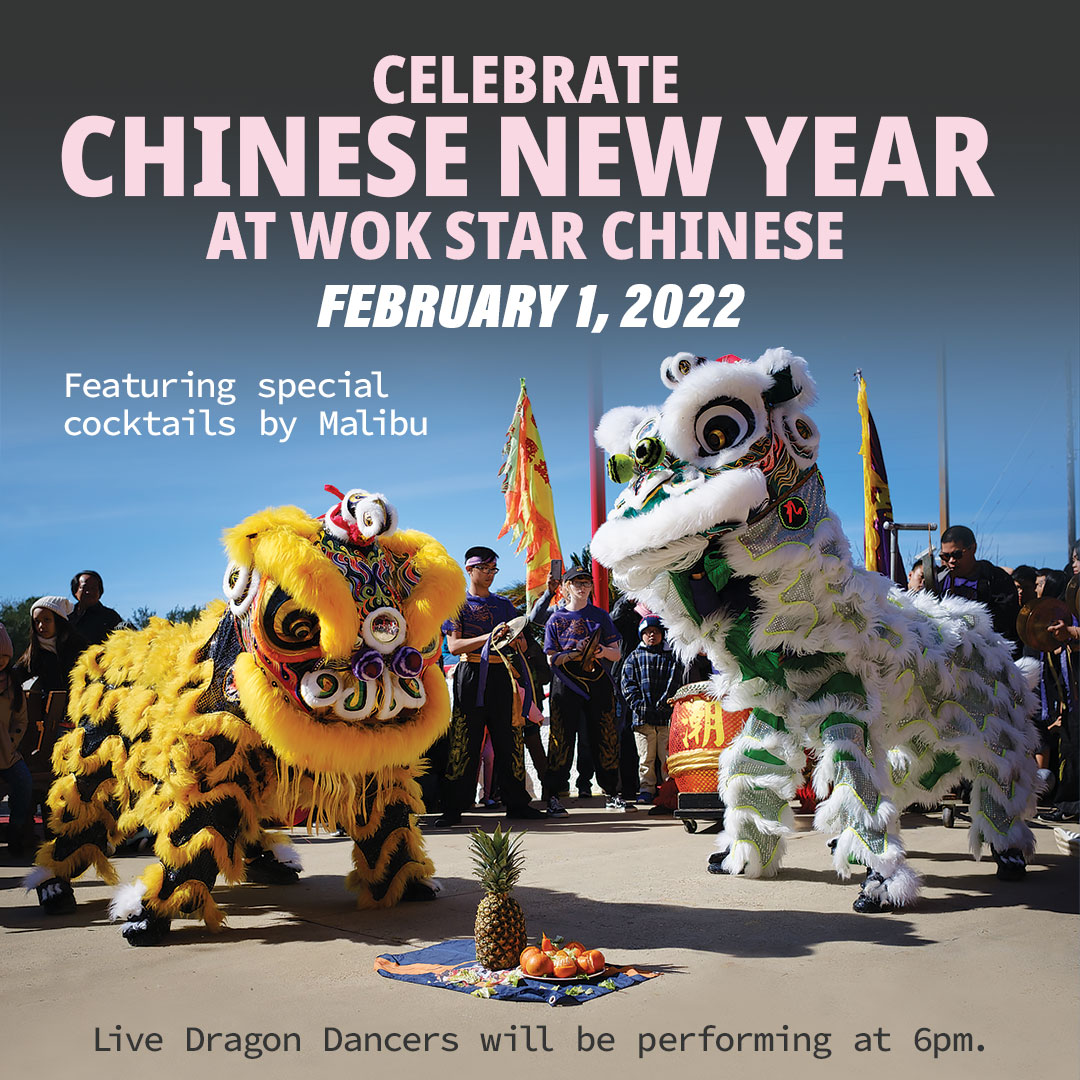 CELEBRATE
CHINESE NEW YEAR
AT WOK STAR CHINESE
FEBRUARY 1, 2022
Featuring special
cocktails by Malibu
潮
Live Dragon Dancers will be performing at 6pm.